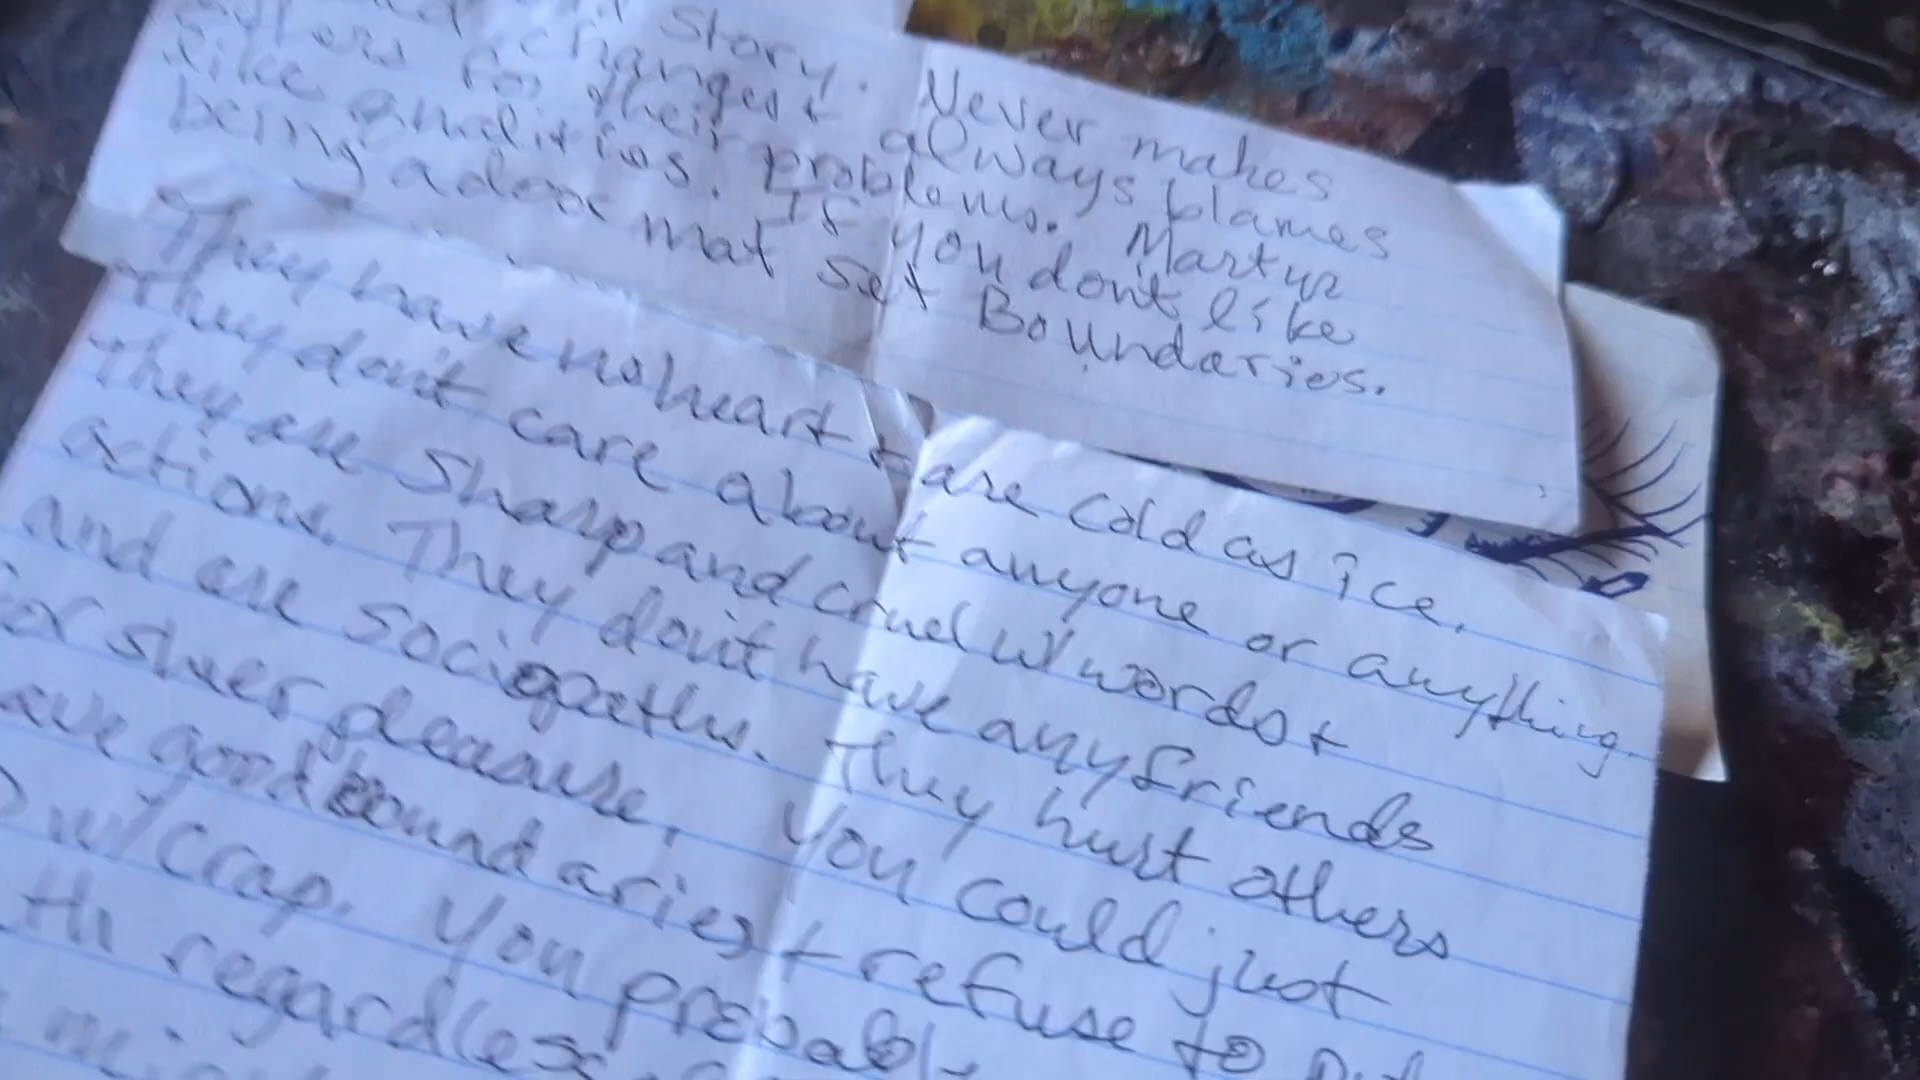 story. Never makes
changes & always blames
others for their problems. Martyr
like qualities. If you don't like
being a door mat set Boundaries.
They have no heart + are cold as ice.
They don't care about anyone or anything.
They are sharp and cruel w/ words +
actions. They don't have any friends
and are sociopaths. They hurt others
for sheer pleasure. You could just
have good boundaries + refuse to put
w/ crap. You probably
regardless